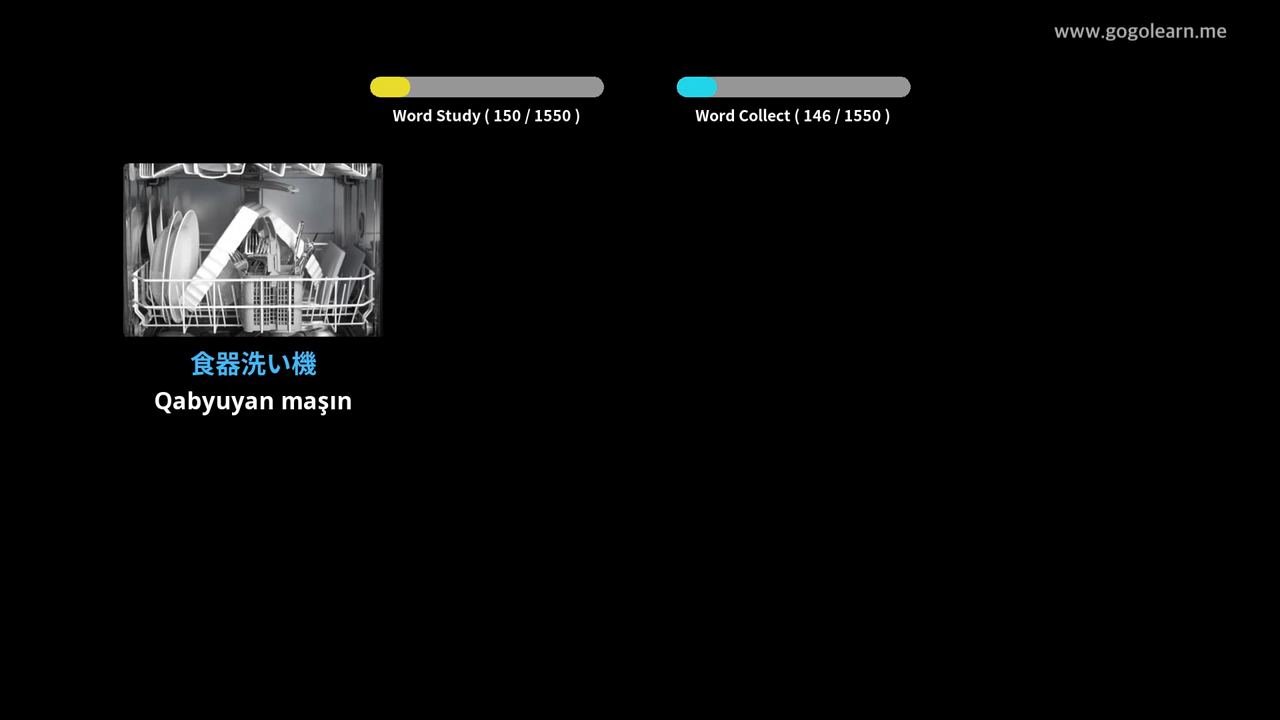 www.gogolearn.me
Word Study ( 150 / 1550 )
Word Collect ( 146 / 1550 )
食器洗い機
Qabyuyan maşın